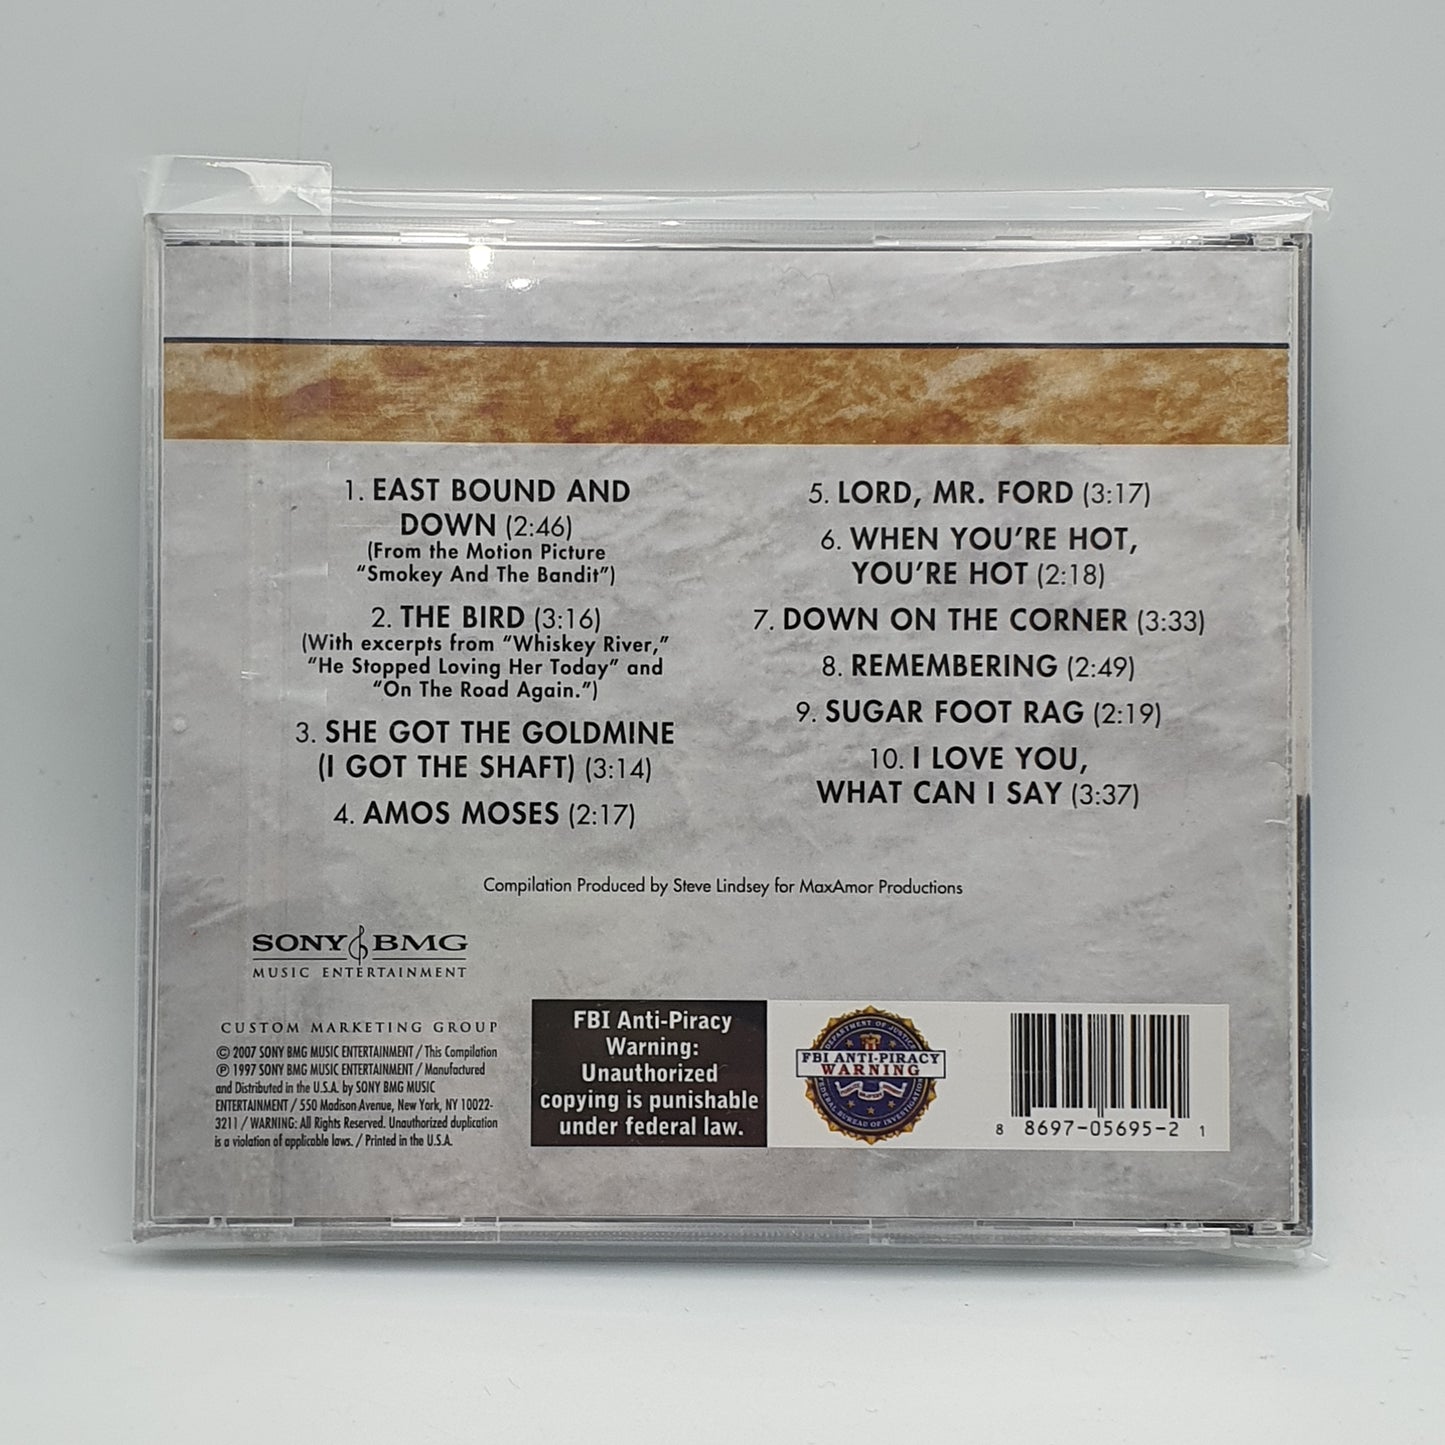 1. EAST BOUND AND
DOWN (2:46)
(From the Motion Picture
"Smokey And The Bandit")
2. THE BIRD (3:16)
(With excerpts from "Whiskey River,"
"He Stopped Loving Her Today" and
"On The Road Again.")
3. SHE GOT THE GOLDMINE
(I GOT THE SHAFT) (3:14)
4. AMOS MOSES (2:17)
5. LORD, MR. FORD (3:17)
6. WHEN YOU'RE HOT,
YOU'RE HOT (2:18)
7. DOWN ON THE CORNER (3:33)
8. REMEMBERING (2:49)
9. SUGAR FOOT RAG (2:19)
10. I LOVE YOU,
WHAT CAN I SAY (3:37)
Compilation Produced by Steve Lindsey for MaxAmor Productions
SONY BMG
MUSIC ENTERTAINMENT
CUSTOM MARKETING GROUP
© 2007 SONY BMG MUSIC ENTERTAINMENT / This Compilation
℗ 1997 SONY BMG MUSIC ENTERTAINMENT / Manufactured
and Distributed in the U.S.A. by SONY BMG MUSIC
ENTERTAINMENT / 550 Madison Avenue, New York, NY 10022-
3211 / WARNING: All Rights Reserved. Unauthorized duplication
is a violation of applicable laws. / Printed in the U.S.A.
FBI Anti-Piracy
Warning:
Unauthorized
copying is punishable
under federal law.
DEPARTMENT OF JUSTICE
FBI ANTI-PIRACY
WARNING
FEDERAL BUREAU OF INVESTIGATION
8 8697-05695-2 1